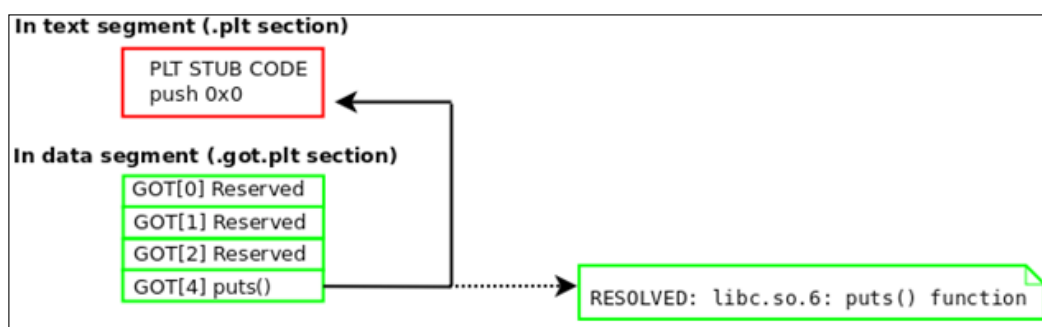 In text segment (.plt section)
PLT STUB CODE
push 0x0
In data segment (.got.plt section)
GOT[0] Reserved
GOT[1] Reserved
GOT[2] Reserved
GOT[4] puts()
RESOLVED: libc.so.6: puts() function